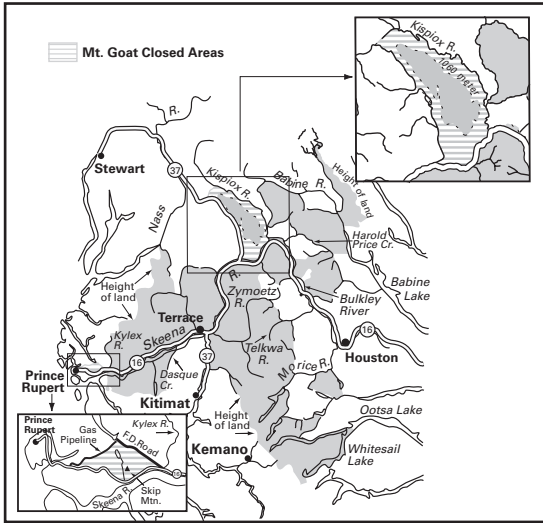 Mt. Goat Closed Areas
Kispiox R.
1060 meter
R.
Stewart
37
Nass
Kispiox R.
Babine R.
Height of land
Harold
Price Cr.
Babine
Lake
Height
of land
R.
Zymoetz
R.
Bulkley
River
Kylex
R.
Skeena
Terrace
16
Telkwa
R.
16
Houston
Prince
Rupert
16
Dasque
Cr.
37
Morice R.
Kitimat
Ootsa Lake
Height
of land
Kemano
Whitesail
Lake
Prince
Rupert
Gas
Pipeline
Kylex R.
F.D.Road
Skeena R.
Skip
Mtn.
16